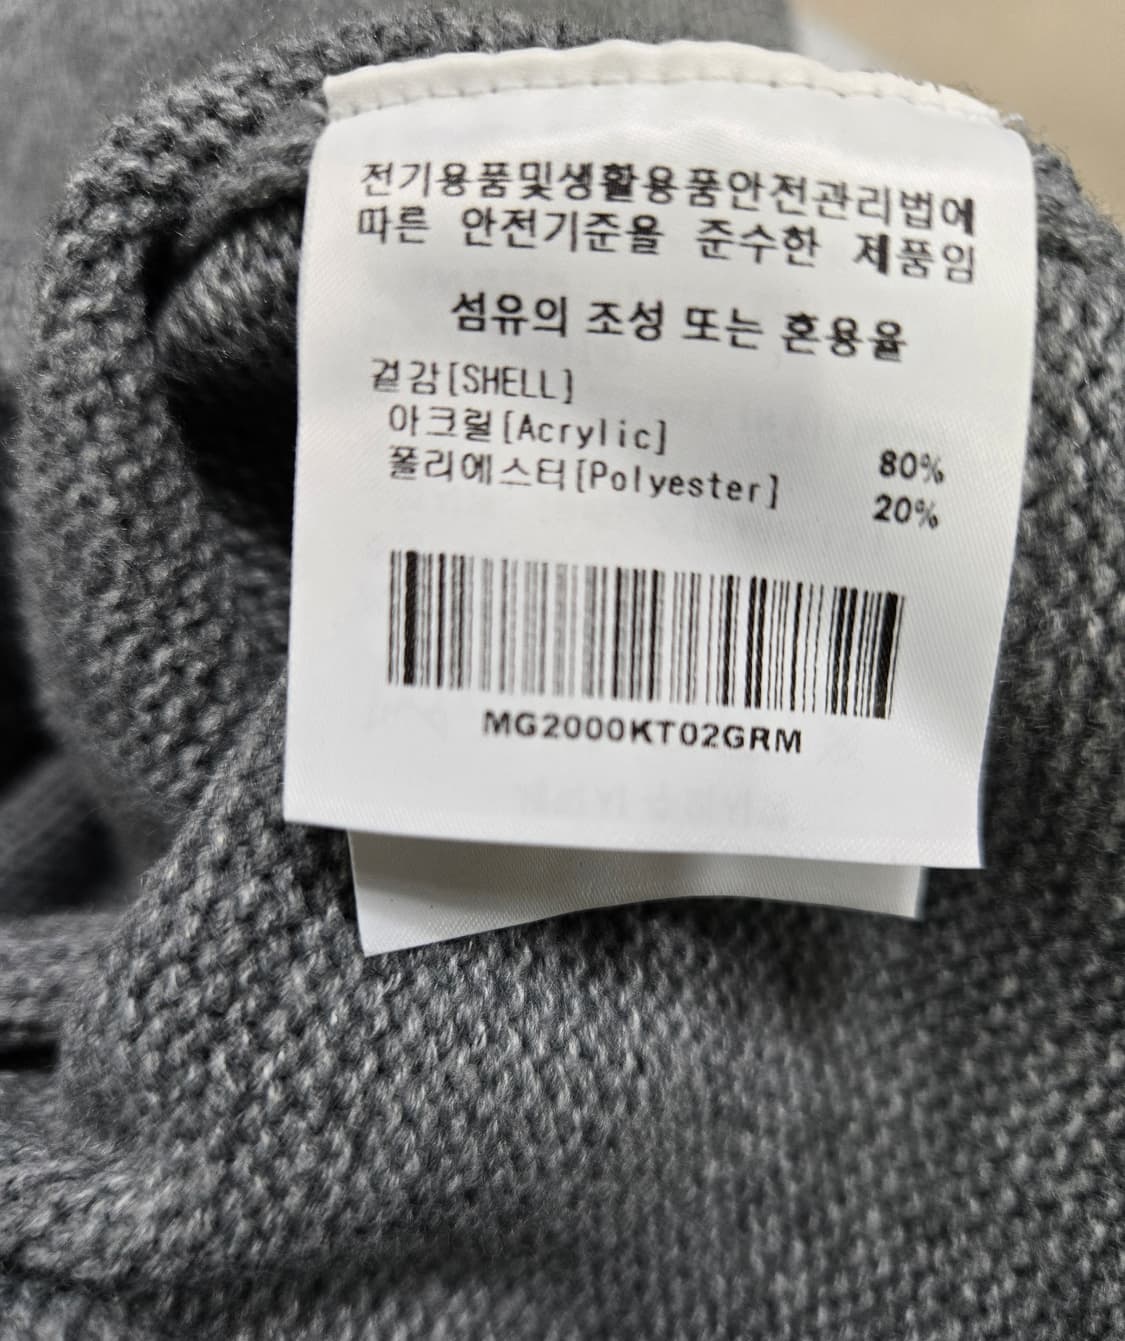 전기용품및생활용품안전관리법에
따른 안전기준을 준수한 제품임
섬유의 조성 또는 혼용율
겉감[SHELL]
아크릴[Acrylic] 80%
폴리에스터[Polyester] 20%
MG2000KT02GRM